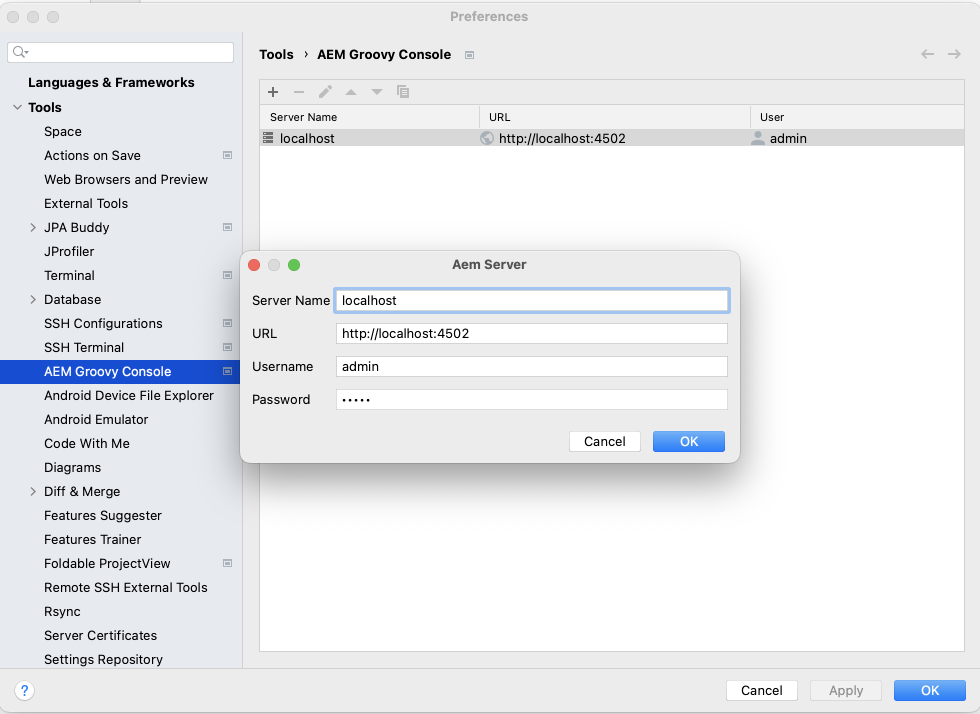 Preferences
Tools › AEM Groovy Console
Languages & Frameworks
Tools
Space
Actions on Save
Web Browsers and Preview
External Tools
JPA Buddy
JProfiler
Terminal
Database
SSH Configurations
SSH Terminal
AEM Groovy Console
Android Device File Explorer
Android Emulator
Code With Me
Diagrams
Diff & Merge
Features Suggester
Features Trainer
Foldable ProjectView
Remote SSH External Tools
Rsync
Server Certificates
Settings Repository
Server Name URL User
localhost http://localhost:4502 admin
Aem Server
Server Name localhost
URL http://localhost:4502
Username admin
Password •••••
Cancel OK
? Cancel Apply OK